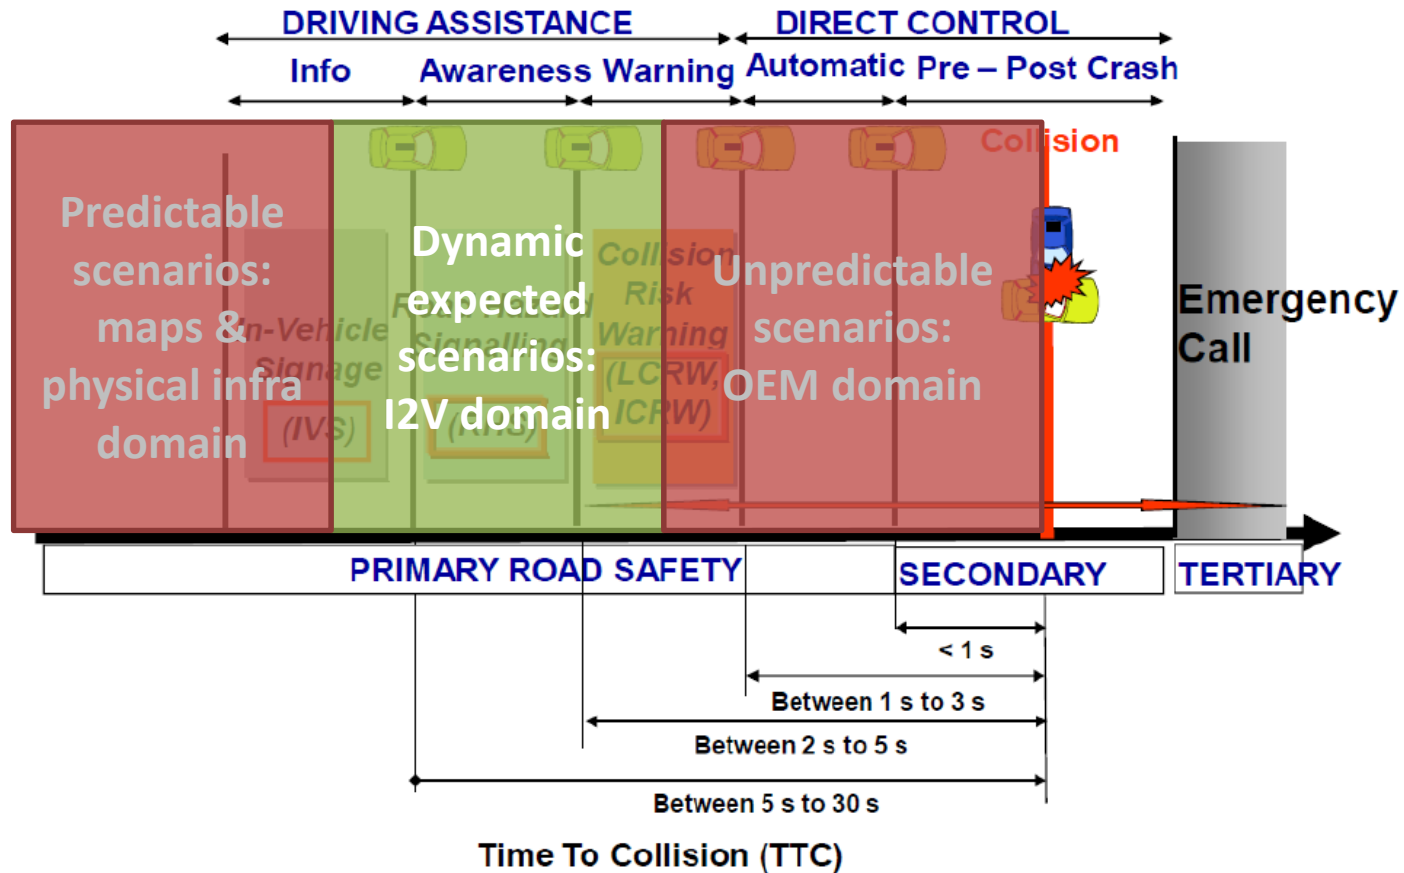 DRIVING ASSISTANCE
DIRECT CONTROL
Info
Awareness
Warning
Automatic
Pre – Post Crash
Collision
Predictable
scenarios:
maps &
physical infra
domain
In-Vehicle
Signage
(IVS)
Dynamic
expected
scenarios:
I2V domain
Signalling
(RHS)
Collision
Risk
Warning
(LCRW,
ICRW)
Unpredictable
scenarios:
OEM domain
Emergency
Call
PRIMARY ROAD SAFETY
SECONDARY
TERTIARY
< 1 s
Between 1 s to 3 s
Between 2 s to 5 s
Between 5 s to 30 s
Time To Collision (TTC)